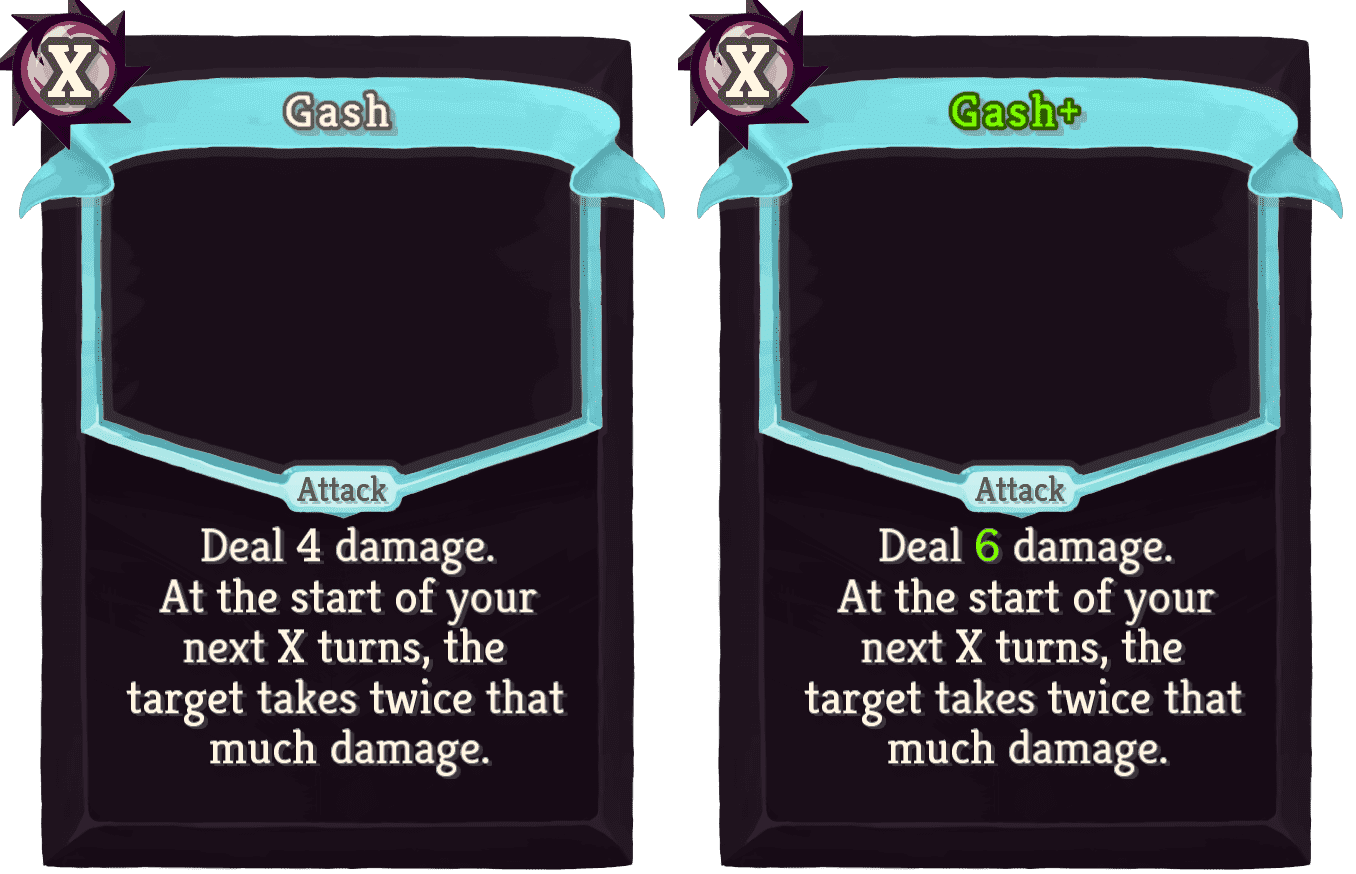 X
Gash
Attack
Deal 4 damage.
At the start of your
next X turns, the
target takes twice that
much damage.
X
Gash+
Attack
Deal 6 damage.
At the start of your
next X turns, the
target takes twice that
much damage.